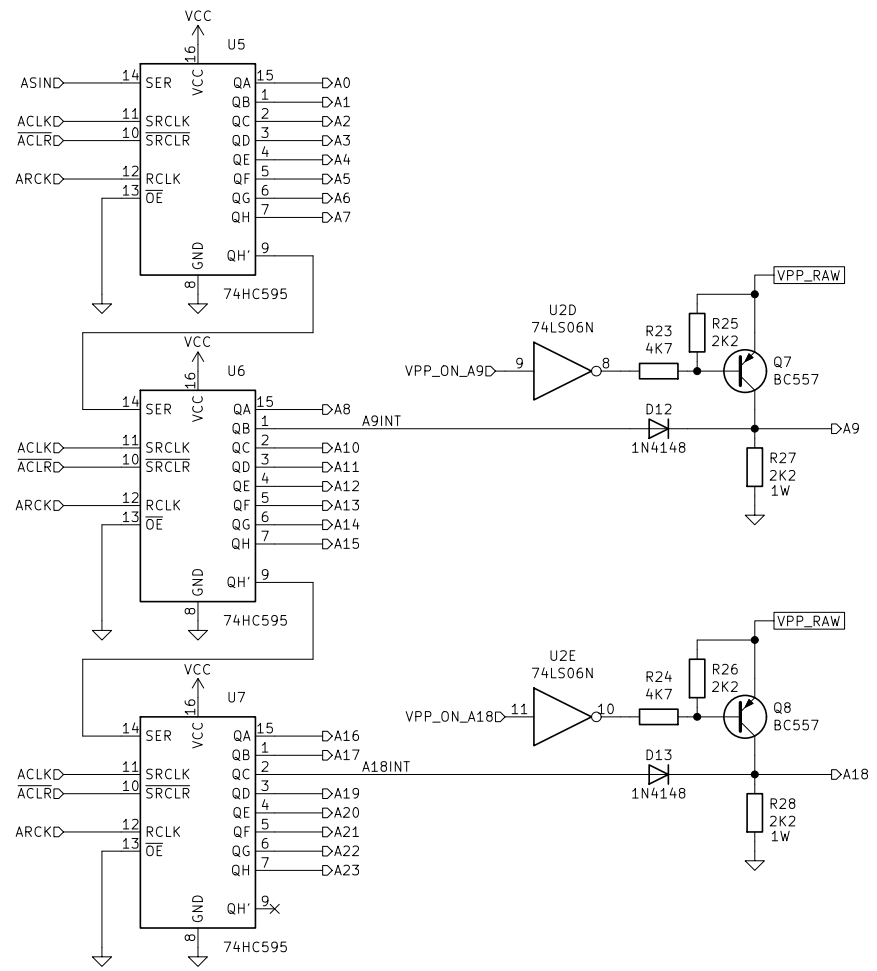 VCC
U5
16
VCC
ASIN 14 SER QA 15 A0
QB 1 A1
ACLK 11 SRCLK QC 2 A2
ACLR 10 SRCLR QD 3 A3
QE 4 A4
ARCK 12 RCLK QF 5 A5
13 OE QG 6 A6
QH 7 A7
GND QH' 9
8
74HC595
VCC
U6
16
VCC
14 SER QA 15 A8
QB 1 A9INT
ACLK 11 SRCLK QC 2 A10
ACLR 10 SRCLR QD 3 A11
QE 4 A12
ARCK 12 RCLK QF 5 A13
13 OE QG 6 A14
QH 7 A15
GND QH' 9
8
74HC595
VCC
U7
16
VCC
14 SER QA 15 A16
QB 1 A17
ACLK 11 SRCLK QC 2 A18INT
ACLR 10 SRCLR QD 3 A19
QE 4 A20
ARCK 12 RCLK QF 5 A21
13 OE QG 6 A22
QH 7 A23
GND QH' 9
8
74HC595
VPP_RAW
U2D
74LS06N
R23
4K7
R25
2K2
VPP_ON_A9 9 8
Q7
BC557
D12
1N4148
A9
R27
2K2
1W
VPP_RAW
U2E
74LS06N
R24
4K7
R26
2K2
VPP_ON_A18 11 10
Q8
BC557
D13
1N4148
A18
R28
2K2
1W